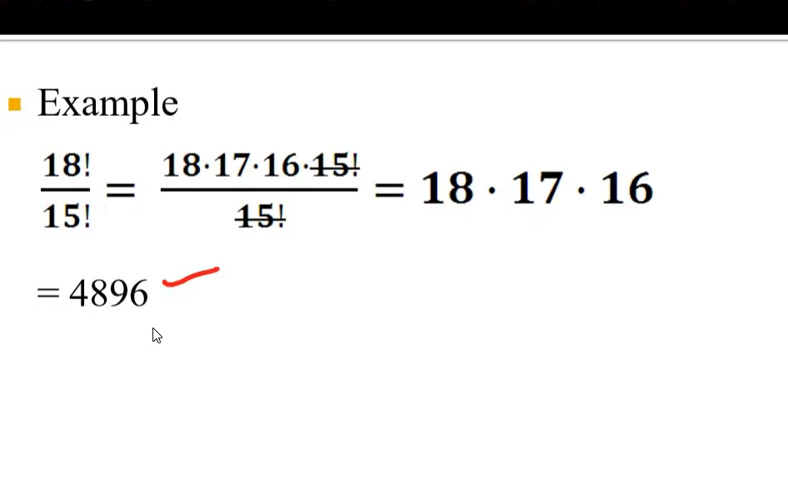 Example
18!/15! = 18·17·16·15!/15! = 18 · 17 · 16
= 4896